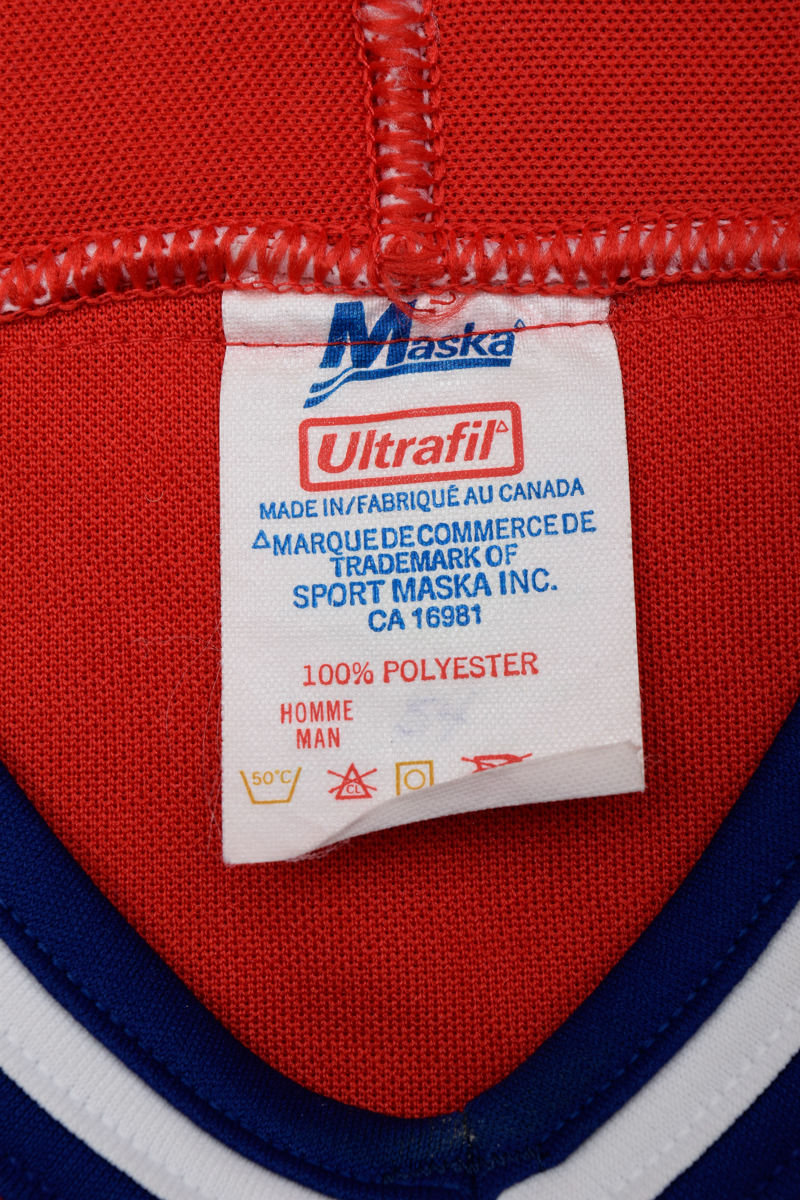 Maska△
Ultrafil△
MADE IN/FABRIQUÉ AU CANADA
△MARQUE DE COMMERCE DE
TRADEMARK OF
SPORT MASKA INC.
CA 16981
100% POLYESTER
HOMME
MAN
50°C
CL